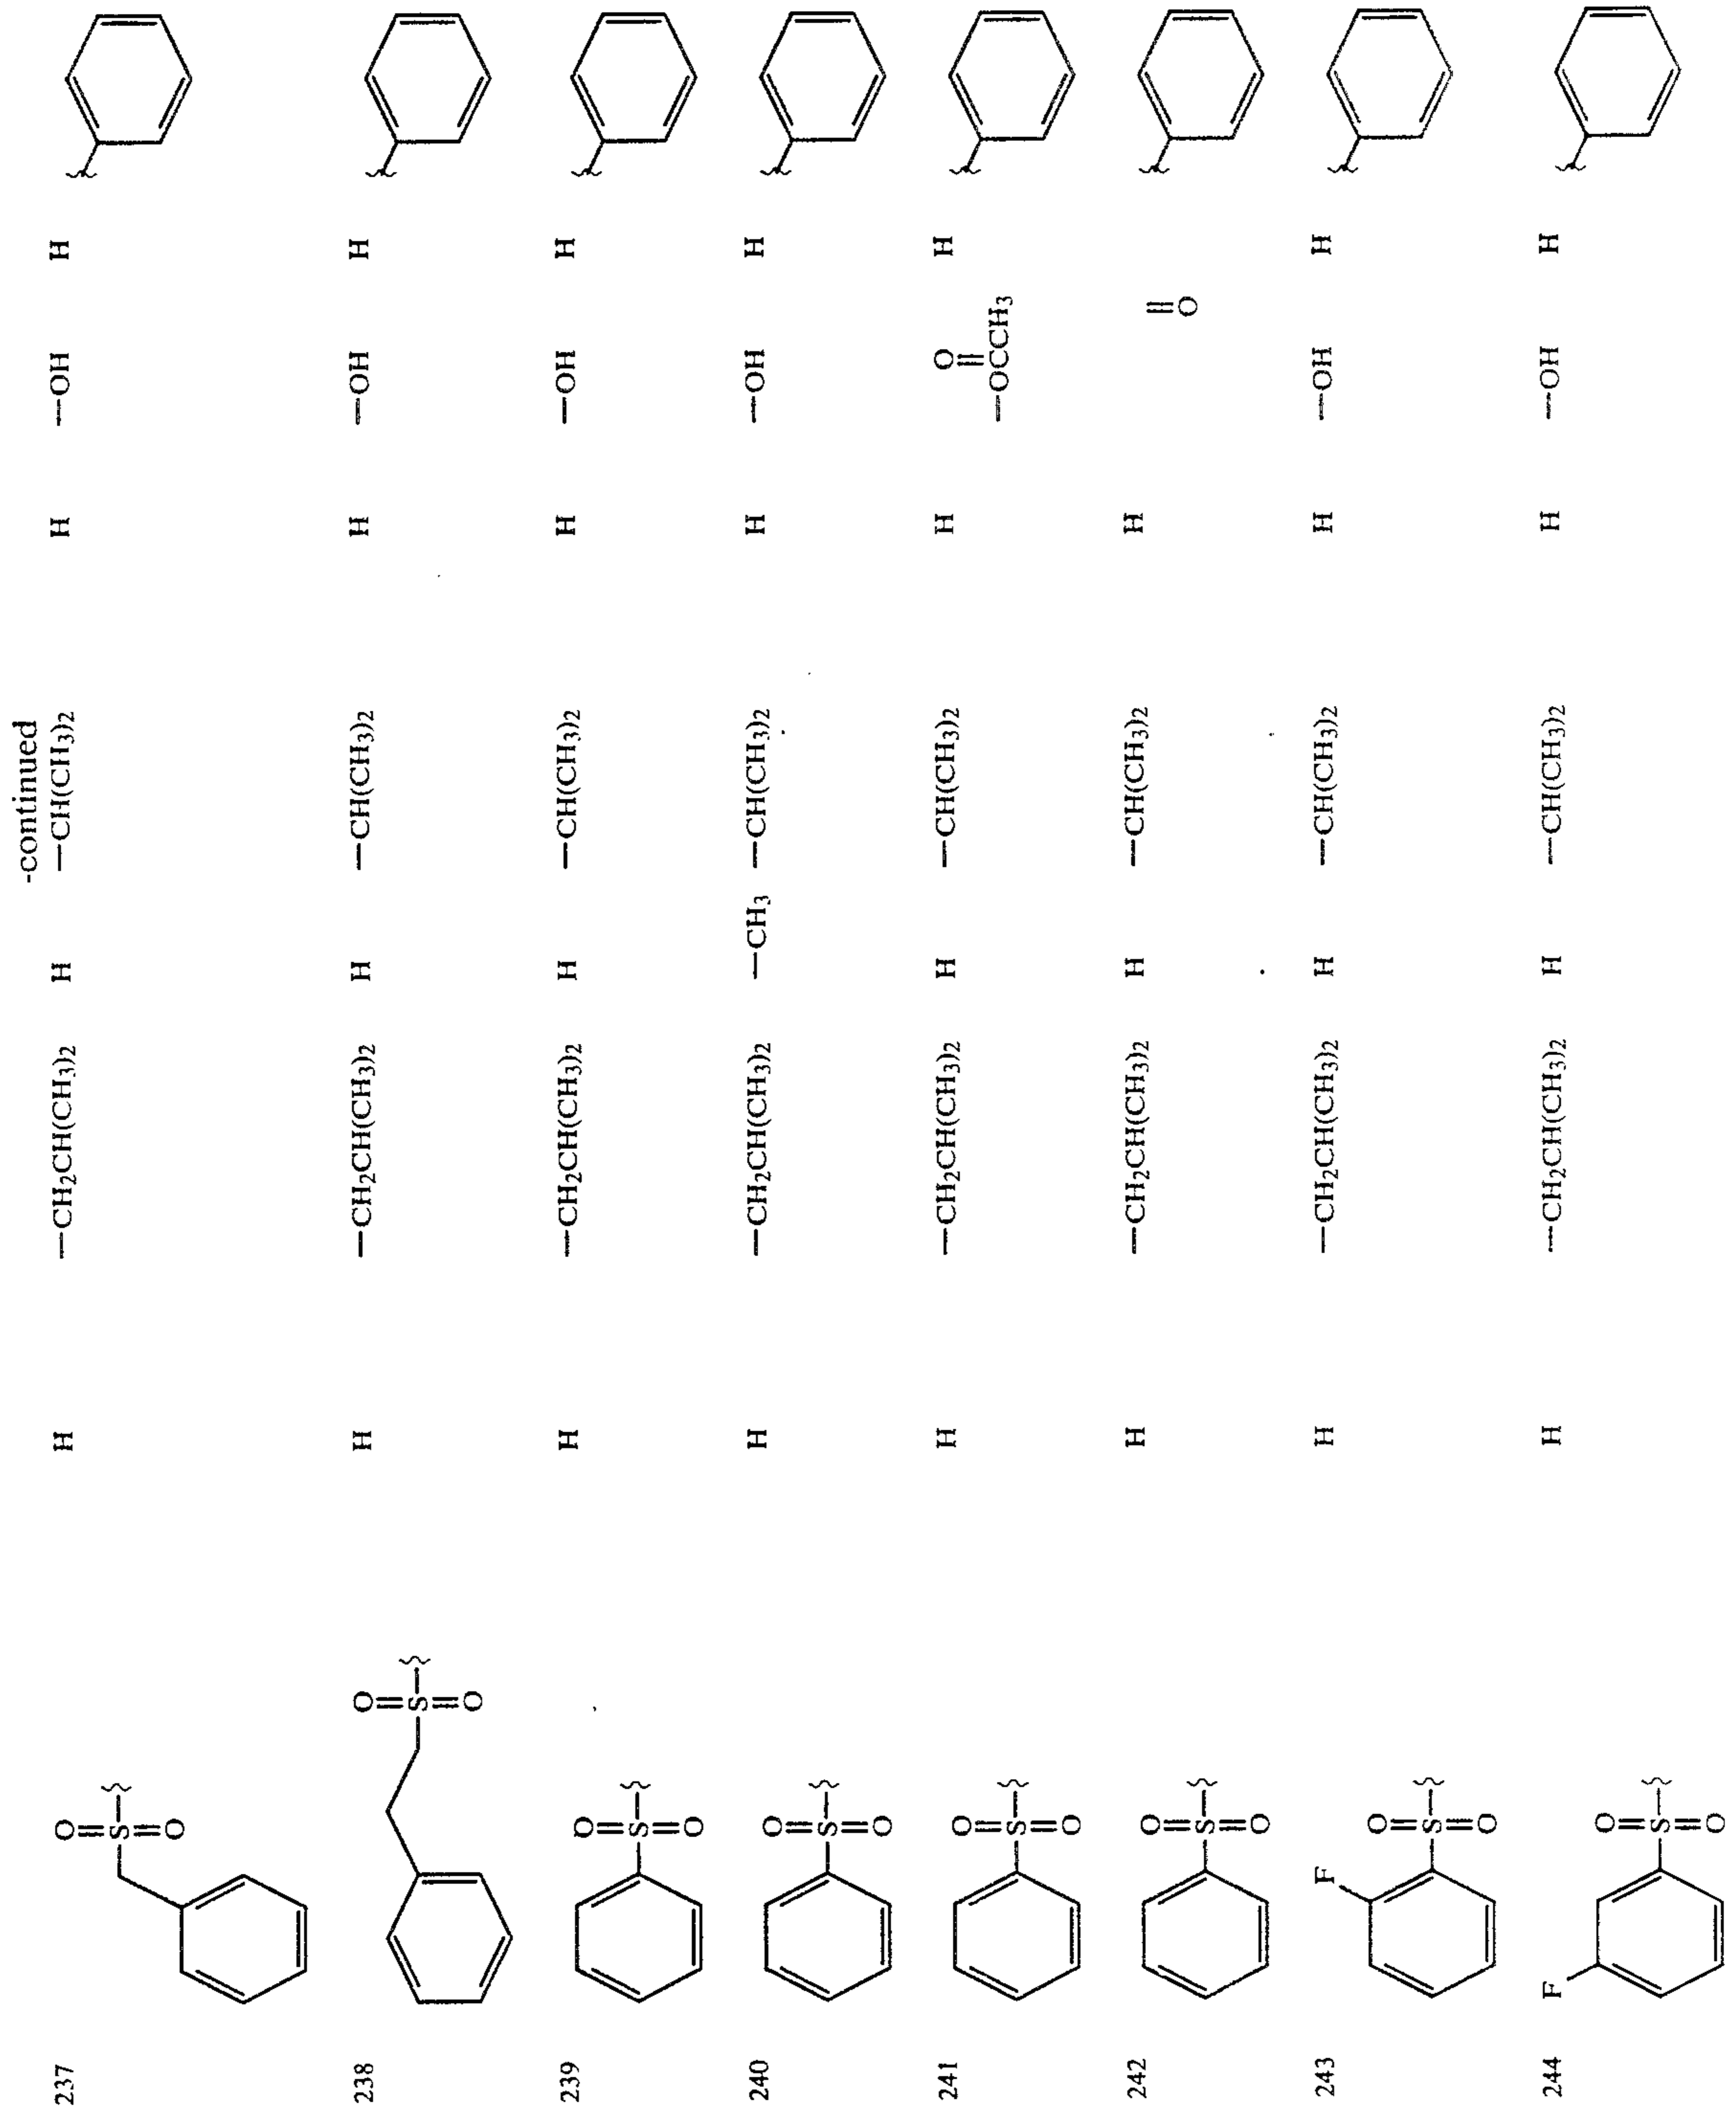 -continued
237 O H —CH2CH(CH3)2 H —CH(CH3)2 H —OH H
S
O
238 O H —CH2CH(CH3)2 H —CH(CH3)2 H —OH H
S
O
239 O H —CH2CH(CH3)2 H —CH(CH3)2 H —OH H
S
O
240 O H —CH2CH(CH3)2 —CH3 —CH(CH3)2 H —OH H
S
O
241 O H —CH2CH(CH3)2 H —CH(CH3)2 H O H
S —OCCH3
O
242 O H —CH2CH(CH3)2 H —CH(CH3)2 H
S =O
O
243 F H —CH2CH(CH3)2 H —CH(CH3)2 H —OH H
O
S
O
244 F H —CH2CH(CH3)2 H —CH(CH3)2 H —OH H
O
S
O